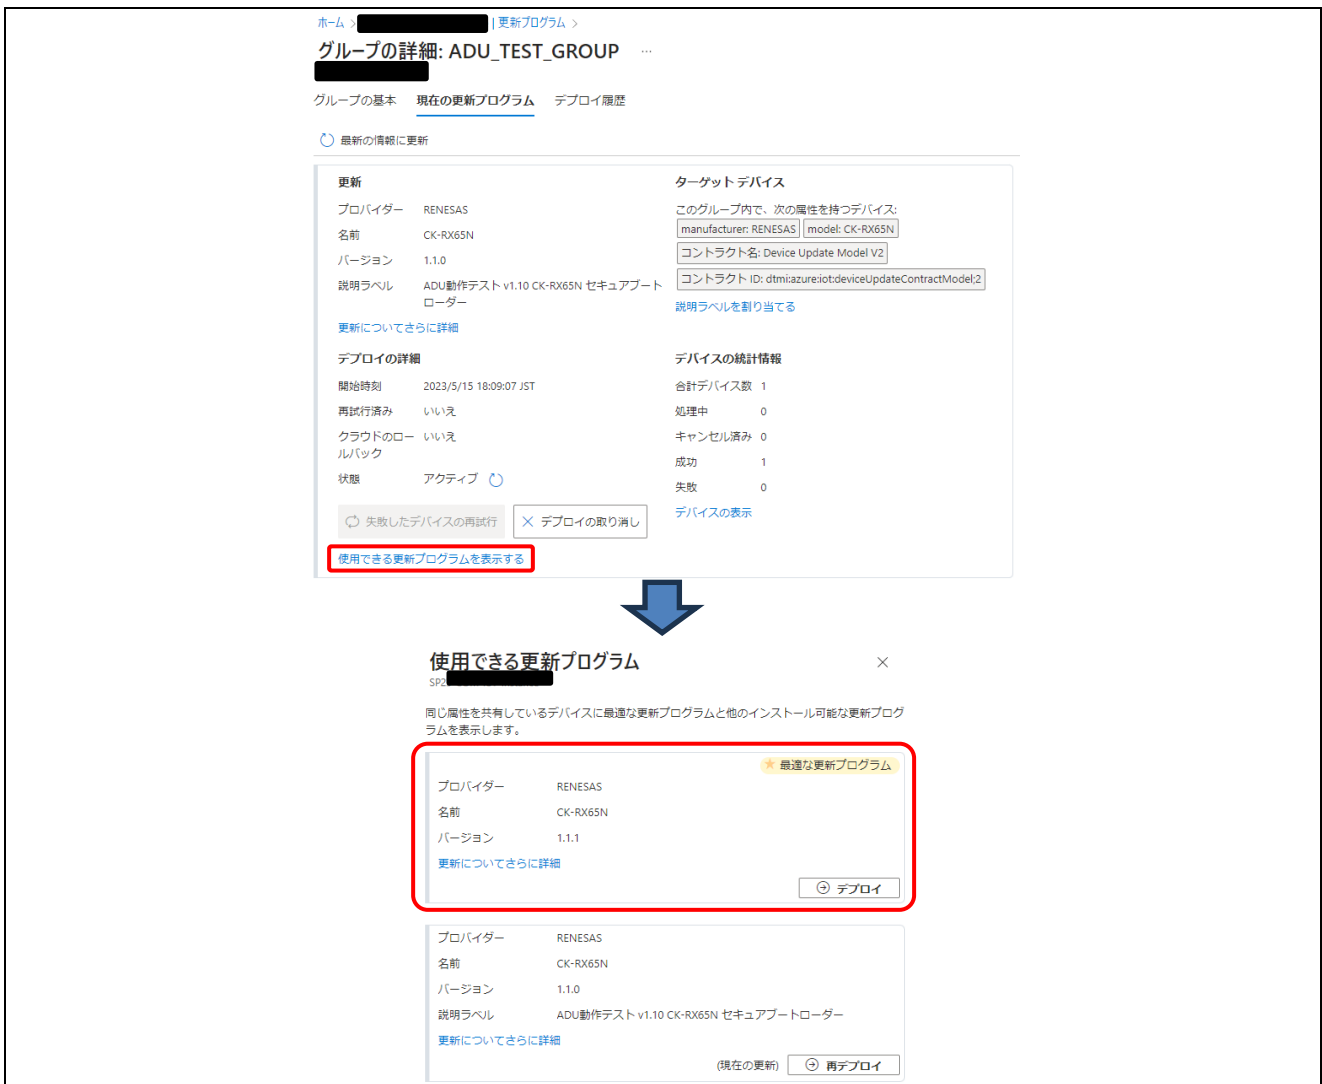 ホーム >
| 更新プログラム >
グループの詳細: ADU_TEST_GROUP ...
グループの基本 現在の更新プログラム デプロイ履歴
最新の情報に更新
更新
プロバイダー RENESAS
名前 CK-RX65N
バージョン 1.1.0
説明ラベル ADU動作テスト v1.10 CK-RX65N セキュアブート
ローダー
更新についてさらに詳細
ターゲット デバイス
このグループ内で、次の属性を持つデバイス:
manufacturer: RENESAS model: CK-RX65N
コントラクト名: Device Update Model V2
コントラクト ID: dtmi:azure:iot:deviceUpdateContractModel;2
説明ラベルを割り当てる
デプロイの詳細
開始時刻 2023/5/15 18:09:07 JST
再試行済み いいえ
クラウドのロー いいえ
ルバック
状態 アクティブ
失敗したデバイスの再試行 デプロイの取り消し
使用できる更新プログラムを表示する
デバイスの統計情報
合計デバイス数 1
処理中 0
キャンセル済み 0
成功 1
失敗 0
デバイスの表示
使用できる更新プログラム
SP2
同じ属性を共有しているデバイスに最適な更新プログラムと他のインストール可能な更新プログ
ラムを表示します。
最適な更新プログラム
プロバイダー RENESAS
名前 CK-RX65N
バージョン 1.1.1
更新についてさらに詳細
デプロイ
プロバイダー RENESAS
名前 CK-RX65N
バージョン 1.1.0
説明ラベル ADU動作テスト v1.10 CK-RX65N セキュアブートローダー
更新についてさらに詳細
(現在の更新) 再デプロイ